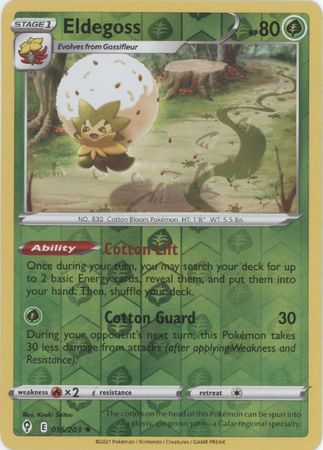 STAGE 1
Eldegoss
HP 80
Evolves from Gossifleur
NO. 830 Cotton Bloom Pokémon HT: 1'8" WT: 5.5 lbs.
Ability Cotton Lift
Once during your turn, you may search your deck for up
to 2 basic Energy cards, reveal them, and put them into
your hand. Then, shuffle your deck.
Cotton Guard 30
During your opponent's next turn, this Pokémon takes
30 less damage from attacks (after applying Weakness and
Resistance).
weakness ×2 resistance retreat
Illus. Kouki Saitou
E 016/203 ★
The cotton on the head of this Pokémon can be spun into
a glossy, gorgeous yarn—a Galar regional specialty.
©2021 Pokémon / Nintendo / Creatures / GAME FREAK